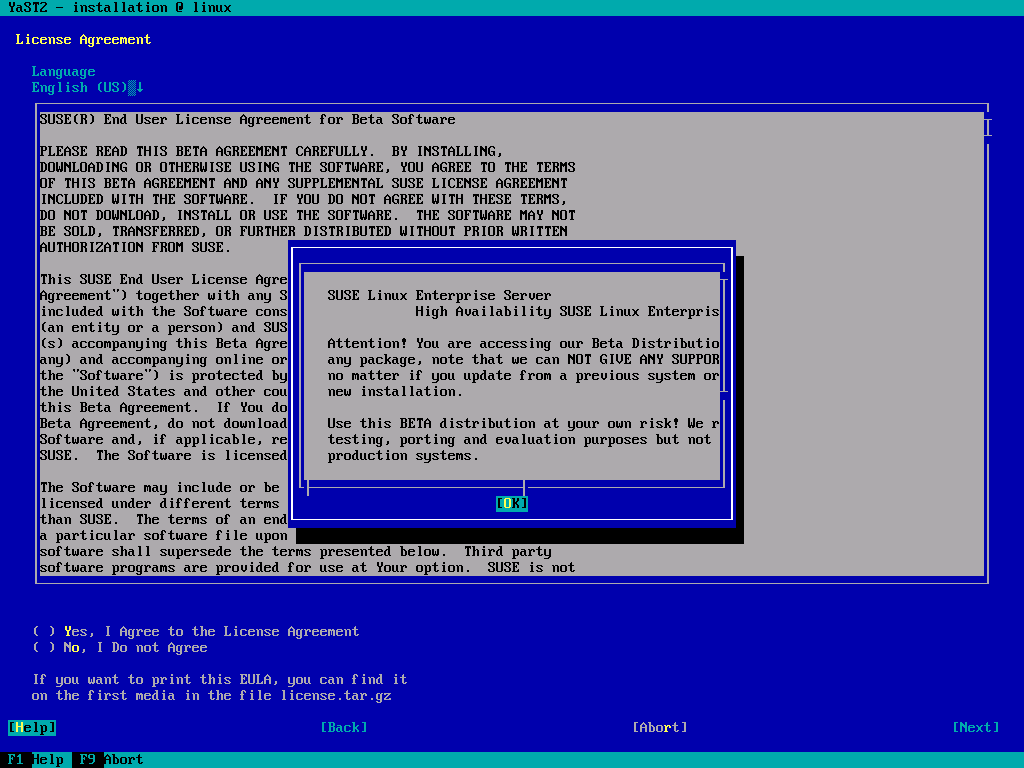 YaST2 - installation @ linux
License Agreement
Language
English (US)↓
SUSE(R) End User License Agreement for Beta Software
PLEASE READ THIS BETA AGREEMENT CAREFULLY.  BY INSTALLING,
DOWNLOADING OR OTHERWISE USING THE SOFTWARE, YOU AGREE TO THE TERMS
OF THIS BETA AGREEMENT AND ANY SUPPLEMENTAL SUSE LICENSE AGREEMENT
INCLUDED WITH THE SOFTWARE.  IF YOU DO NOT AGREE WITH THESE TERMS,
DO NOT DOWNLOAD, INSTALL OR USE THE SOFTWARE.  THE SOFTWARE MAY NOT
BE SOLD, TRANSFERRED, OR FURTHER DISTRIBUTED WITHOUT PRIOR WRITTEN
AUTHORIZATION FROM SUSE.
This SUSE End User License Agre
Agreement") together with any S
included with the Software cons
(an entity or a person) and SUS
(s) accompanying this Beta Agre
any) and accompanying online or
the "Software") is protected by
the United States and other cou
this Beta Agreement.  If You do
Beta Agreement, do not download
Software and, if applicable, re
SUSE.  The Software is licensed
The Software may include or be
licensed under different terms
than SUSE.  The terms of an end
a particular software file upon
software shall supersede the terms presented below.  Third party
software programs are provided for use at Your option.  SUSE is not
SUSE Linux Enterprise Server
High Availability SUSE Linux Enterpris
Attention! You are accessing our Beta Distributio
any package, note that we can NOT GIVE ANY SUPPOR
no matter if you update from a previous system or
new installation.
Use this BETA distribution at your own risk! We r
testing, porting and evaluation purposes but not
production systems.
[OK]
( ) Yes, I Agree to the License Agreement
( ) No, I Do not Agree
If you want to print this EULA, you can find it
on the first media in the file license.tar.gz
[Help] [Back] [Abort] [Next]
F1 Help F9 Abort